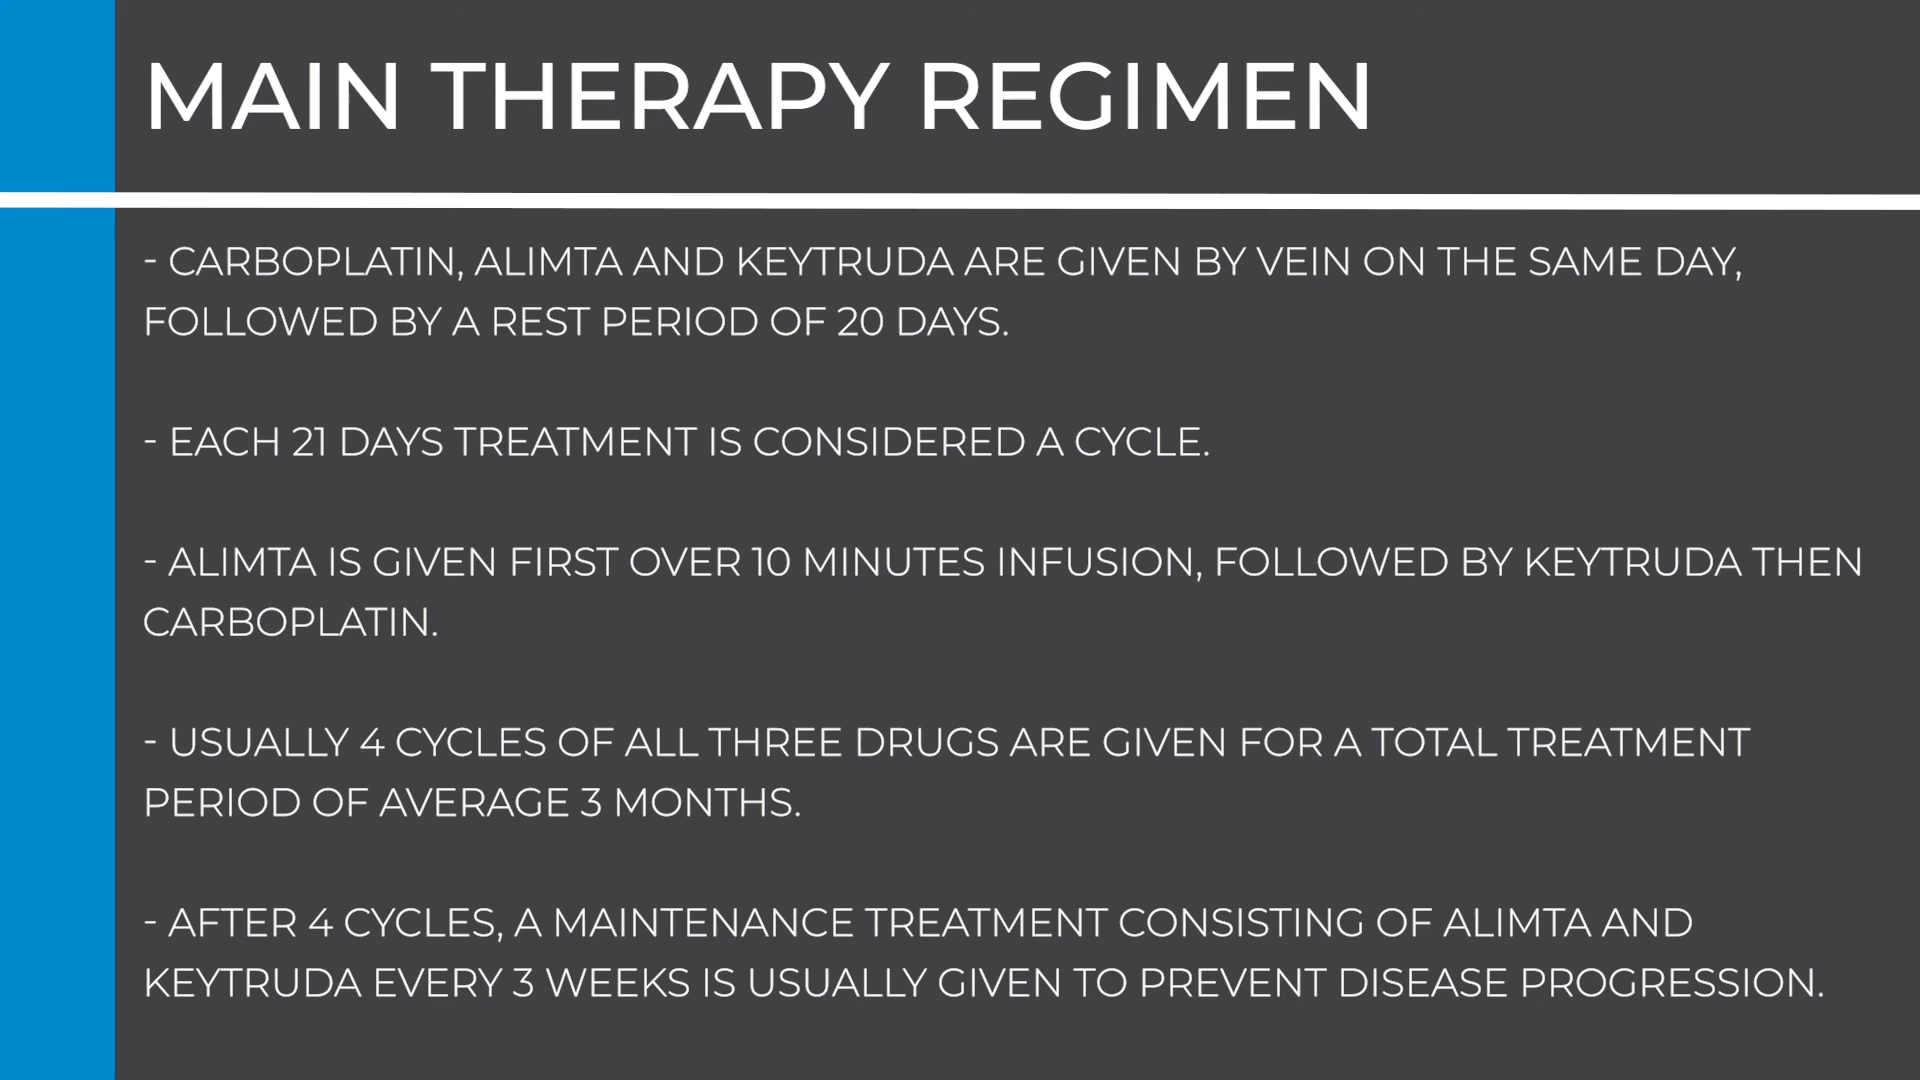 MAIN THERAPY REGIMEN
- CARBOPLATIN, ALIMTA AND KEYTRUDA ARE GIVEN BY VEIN ON THE SAME DAY,
FOLLOWED BY A REST PERIOD OF 20 DAYS.
- EACH 21 DAYS TREATMENT IS CONSIDERED A CYCLE.
- ALIMTA IS GIVEN FIRST OVER 10 MINUTES INFUSION, FOLLOWED BY KEYTRUDA THEN
CARBOPLATIN.
- USUALLY 4 CYCLES OF ALL THREE DRUGS ARE GIVEN FOR A TOTAL TREATMENT
PERIOD OF AVERAGE 3 MONTHS.
- AFTER 4 CYCLES, A MAINTENANCE TREATMENT CONSISTING OF ALIMTA AND
KEYTRUDA EVERY 3 WEEKS IS USUALLY GIVEN TO PREVENT DISEASE PROGRESSION.